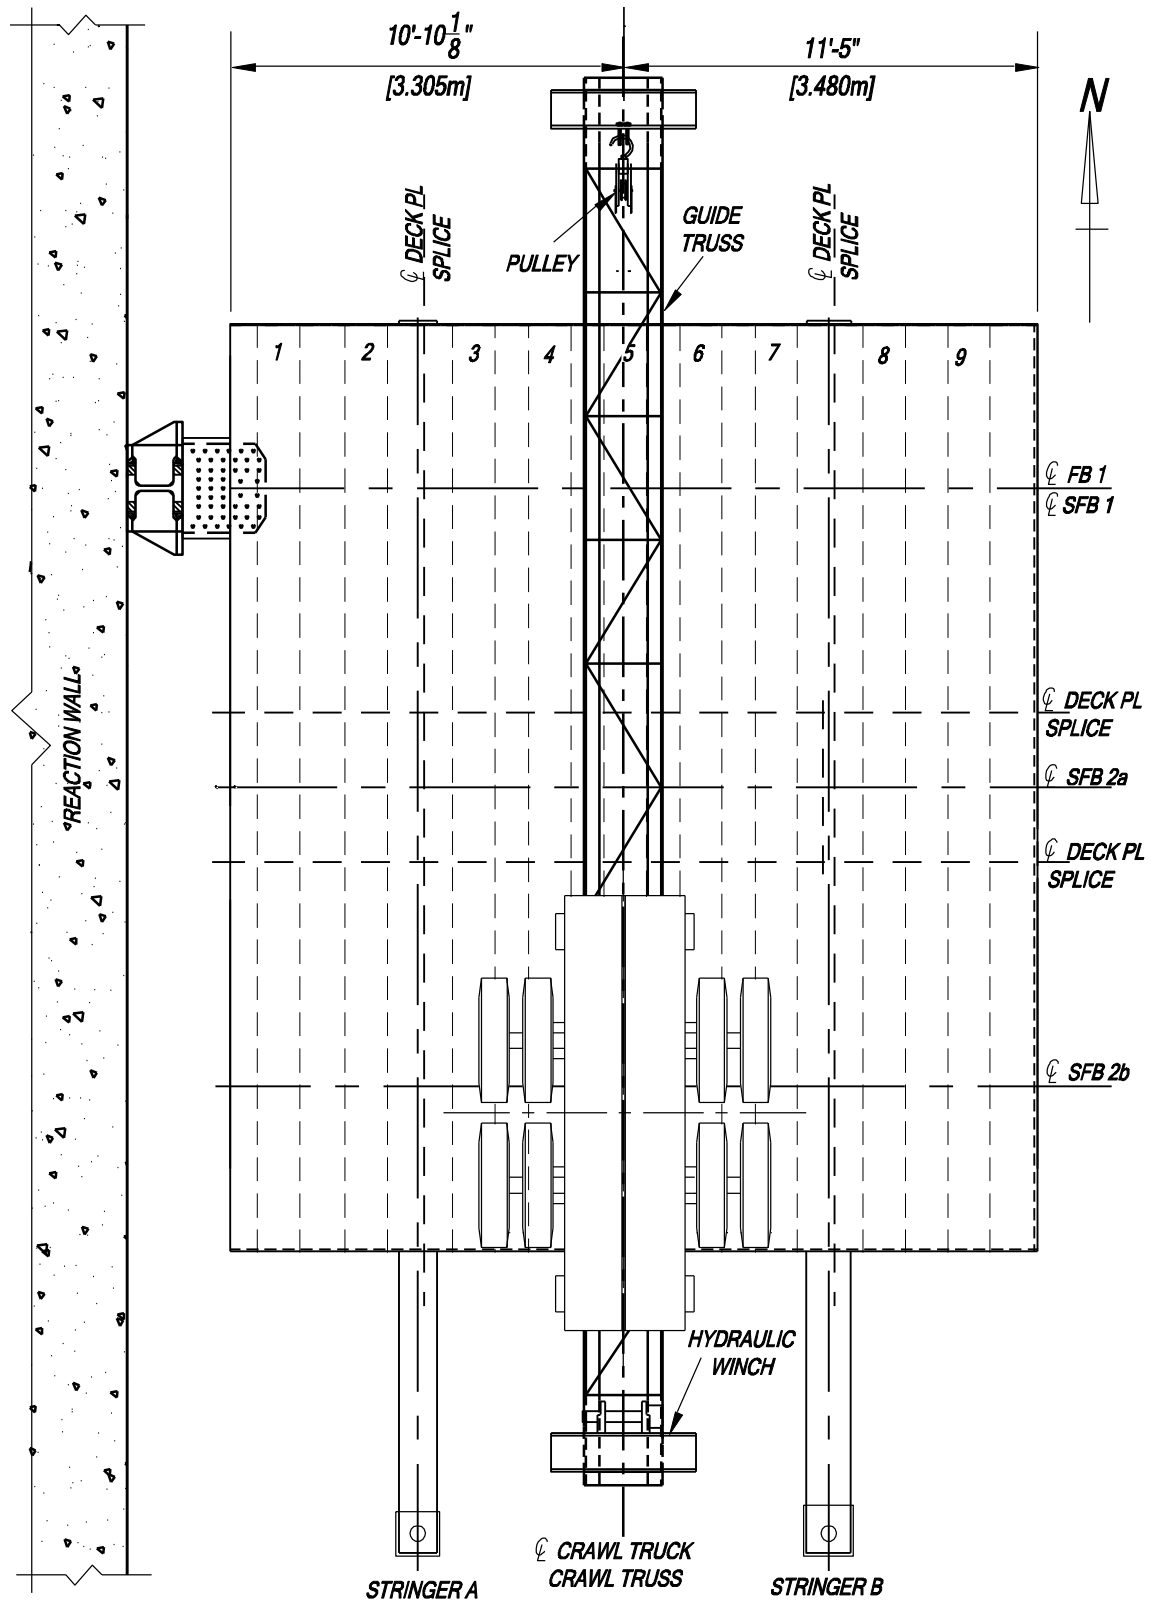 10'-10 1/8"
[3.305m]
11'-5"
[3.480m]
N
℄ DECK PL
SPLICE
PULLEY
GUIDE
TRUSS
℄ DECK PL
SPLICE
1 2 3 4 5 6 7 8 9
℄ FB 1
℄ SFB 1
REACTION WALL
℄ DECK PL
SPLICE
℄ SFB 2a
℄ DECK PL
SPLICE
℄ SFB 2b
HYDRAULIC
WINCH
℄ CRAWL TRUCK
CRAWL TRUSS
STRINGER A
STRINGER B